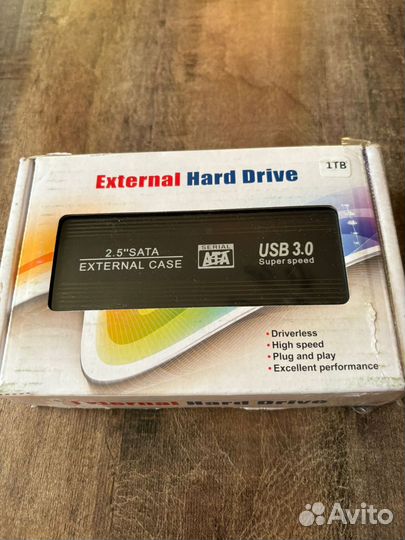 1TB
External Hard Drive
2.5"SATA
EXTERNAL CASE
SERIAL
ATA
USB 3.0
Super speed
• Driverless
• High speed
• Plug and play
• Excellent performance
External Hard Drive
Avito